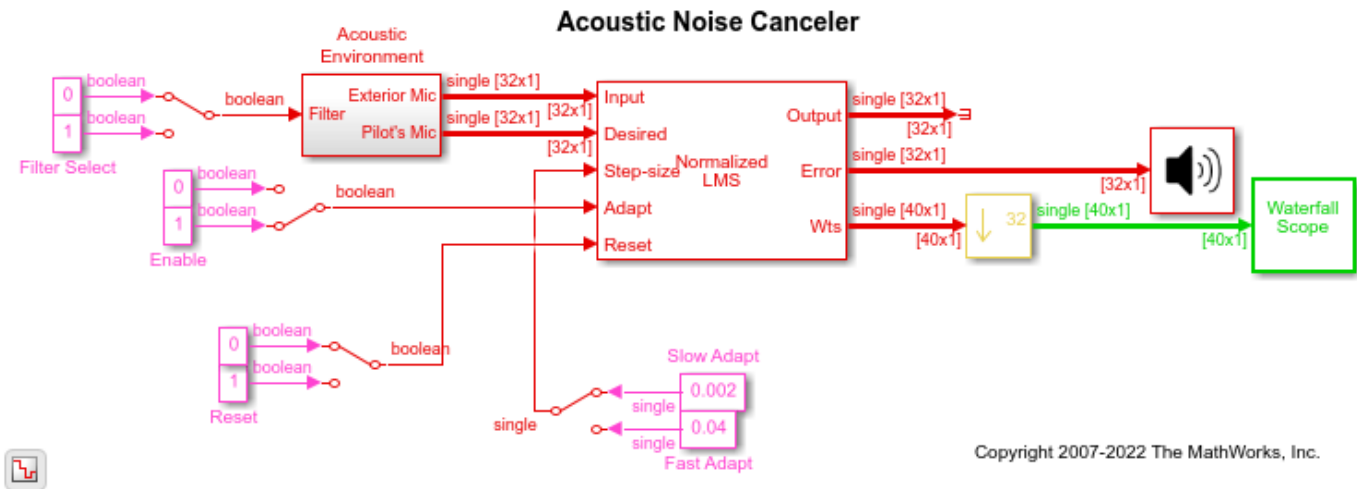 Acoustic Noise Canceler
Acoustic
Environment
boolean
0
boolean
1
Filter Select
boolean
Filter
Exterior Mic
Pilot's Mic
single [32x1]
[32x1]
single [32x1]
[32x1]
Input
Desired
Step-size
Adapt
Reset
Normalized
LMS
Output
Error
Wts
single [32x1]
[32x1]
single [32x1]
[32x1]
single [40x1]
[40x1]
32
single [40x1]
[40x1]
Waterfall
Scope
boolean
0
boolean
1
Enable
boolean
boolean
0
boolean
1
Reset
boolean
Slow Adapt
0.002
single
0.04
single
Fast Adapt
single
Copyright 2007-2022 The MathWorks, Inc.